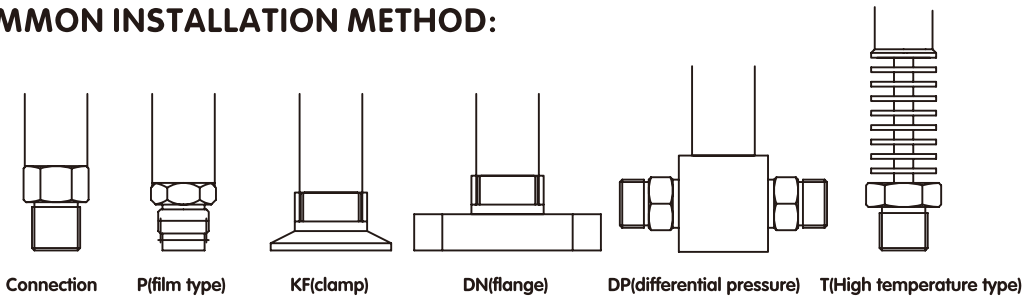 MMON INSTALLATION METHOD:
Connection P(film type) KF(clamp) DN(flange) DP(differential pressure) T(High temperature type)